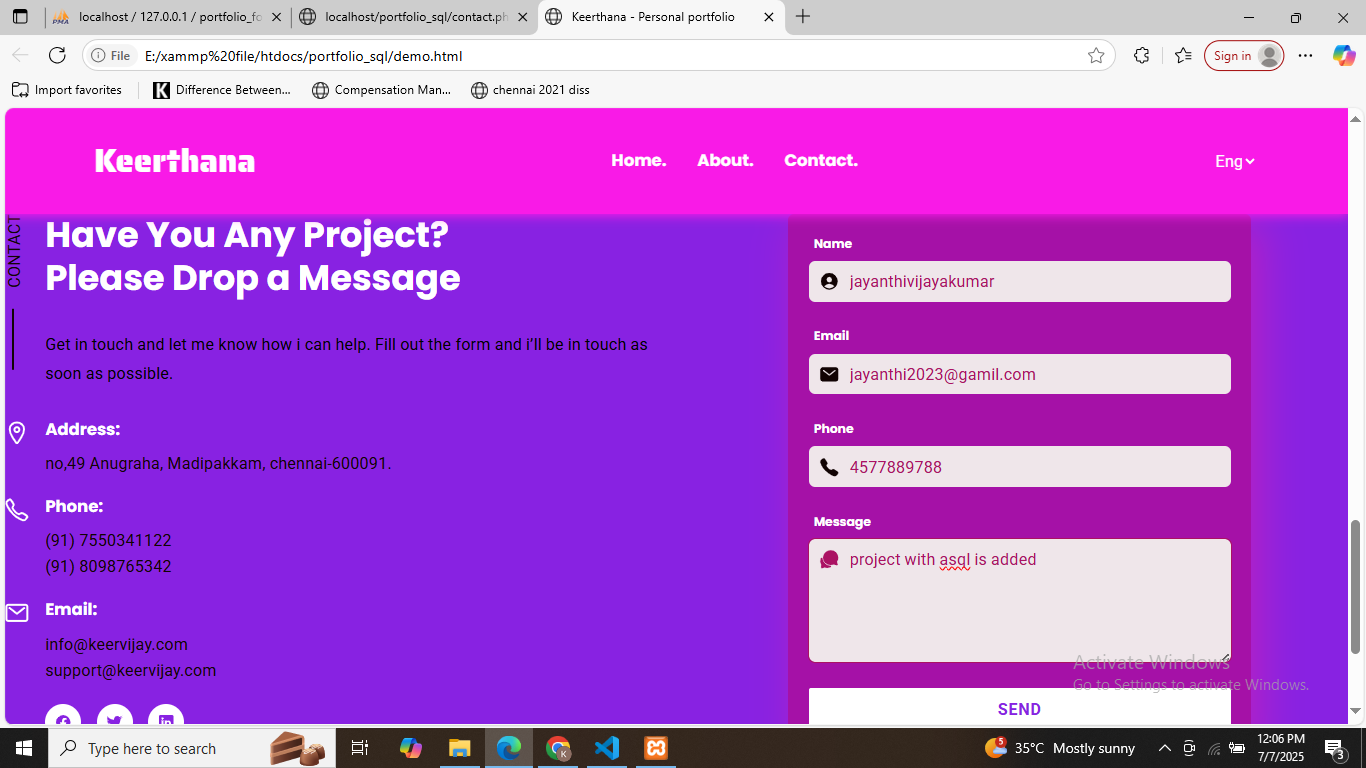 localhost / 127.0.0.1 / portfolio_fo
localhost/portfolio_sql/contact.ph
Keerthana - Personal portfolio
File
E:/xammp%20file/htdocs/portfolio_sql/demo.html
Sign in
Import favorites
K Difference Between...
Compensation Man...
chennai 2021 diss
Keerthana
Home.
About.
Contact.
Eng
CONTACT
Have You Any Project?
Please Drop a Message
Get in touch and let me know how i can help. Fill out the form and i'll be in touch as
soon as possible.
Address:
no,49 Anugraha, Madipakkam, chennai-600091.
Phone:
(91) 7550341122
(91) 8098765342
Email:
info@keervijay.com
support@keervijay.com
Name
jayanthivijayakumar
Email
jayanthi2023@gamil.com
Phone
4577889788
Message
project with asql is added
SEND
Activate Windows
Go to Settings to activate Windows.
Type here to search
K
5
35°C Mostly sunny
12:06 PM
7/7/2025
3